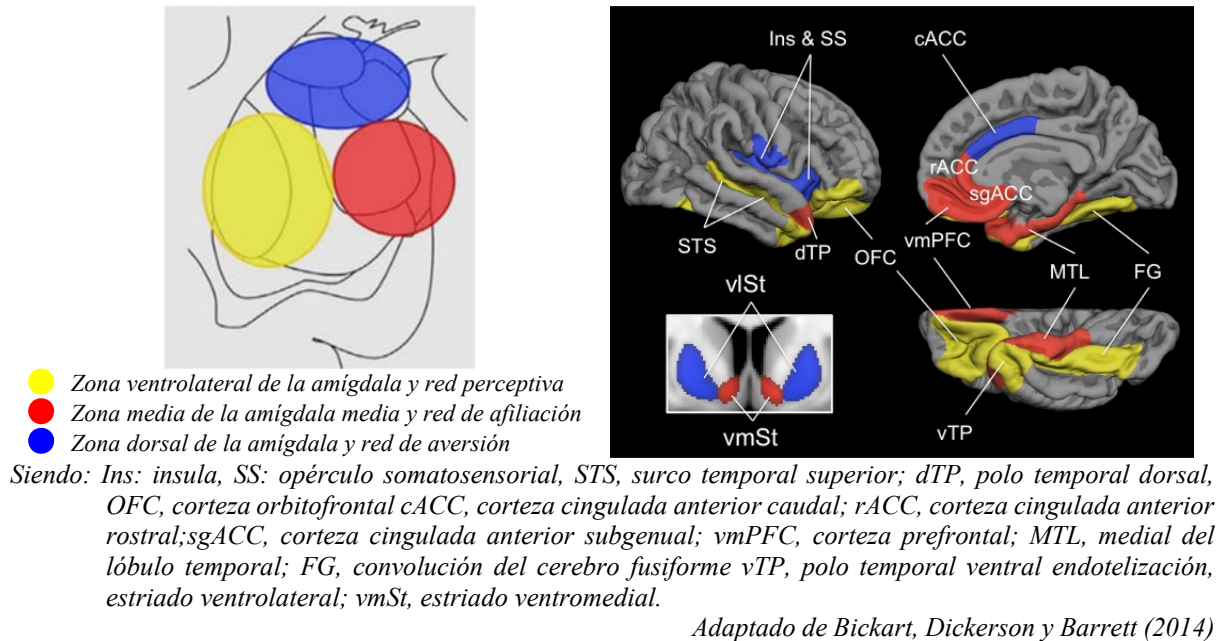 Ins & SS
cACC
rACC
sgACC
STS
dTP
OFC
vmPFC
MTL
FG
vlSt
vmSt
vTP
Zona ventrolateral de la amígdala y red perceptiva
Zona media de la amígdala media y red de afiliación
Zona dorsal de la amígdala y red de aversión
Siendo: Ins: insula, SS: opérculo somatosensorial, STS, surco temporal superior; dTP, polo temporal dorsal,
OFC, corteza orbitofrontal cACC, corteza cingulada anterior caudal; rACC, corteza cingulada anterior
rostral;sgACC, corteza cingulada anterior subgenual; vmPFC, corteza prefrontal; MTL, medial del
lóbulo temporal; FG, convolución del cerebro fusiforme vTP, polo temporal ventral endotelización,
estriado ventrolateral; vmSt, estriado ventromedial.
Adaptado de Bickart, Dickerson y Barrett (2014)